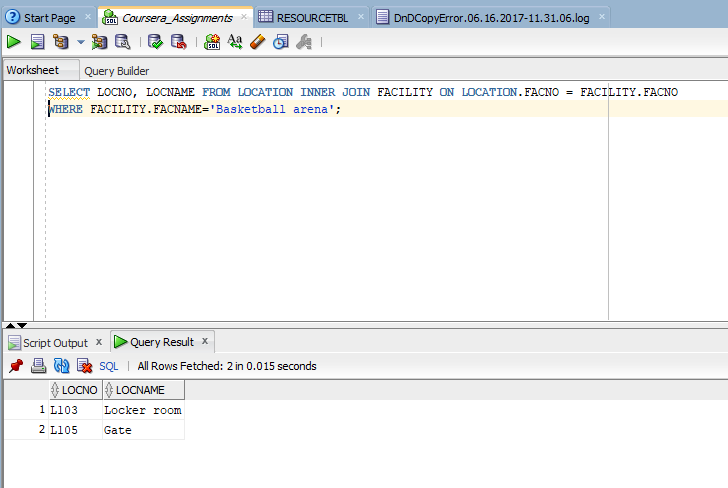 Start Page
Coursera_Assignments
RESOURCETBL
DnDCopyError.06.16.2017-11.31.06.log
Worksheet
Query Builder
SELECT LOCNO, LOCNAME FROM LOCATION INNER JOIN FACILITY ON LOCATION.FACNO = FACILITY.FACNO
WHERE FACILITY.FACNAME='Basketball arena';
Script Output x
Query Result x
SQL | All Rows Fetched: 2 in 0.015 seconds
LOCNO LOCNAME
1 L103 Locker room
2 L105 Gate